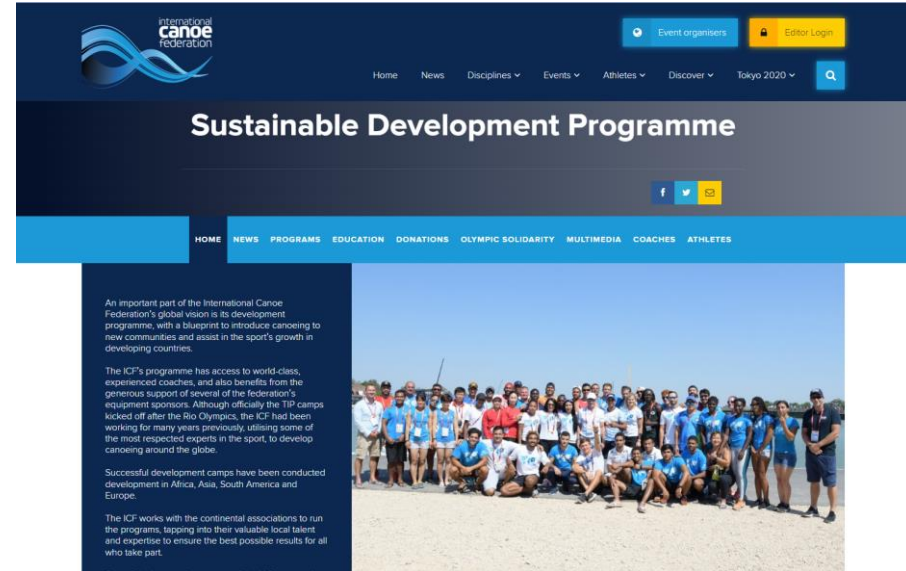 international
canoe
federation
Event organisers
Editor Login
Home News Disciplines Events Athletes Discover Tokyo 2020
Sustainable Development Programme
HOME NEWS PROGRAMS EDUCATION DONATIONS OLYMPIC SOLIDARITY MULTIMEDIA COACHES ATHLETES
An important part of the International Canoe
Federation's global vision is its development
programme, with a blueprint to introduce canoeing to
new communities and assist in the sport's growth in
developing countries.
The ICF's programme has access to world-class,
experienced coaches, and also benefits from the
generous support of several of the federation's
equipment sponsors. Although officially the TIP camps
kicked off after the Rio Olympics, the ICF had been
working for many years previously, utilising some of
the most respected experts in the sport, to develop
canoeing around the globe.
Successful development camps have been conducted
development in Africa, Asia, South America and
Europe.
The ICF works with the continental associations to run
the programs, tapping into their valuable local talent
and expertise to ensure the best possible results for all
who take part.